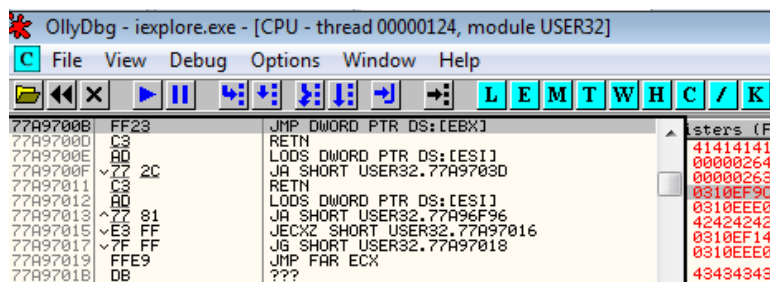 OllyDbg - iexplore.exe - [CPU - thread 00000124, module USER32]
C File View Debug Options Window Help
L E M T W H C / K
77A9700B FF23 JMP DWORD PTR DS:[EBX]
77A9700D C3 RETN
77A9700E AD LODS DWORD PTR DS:[ESI]
77A9700F 77 2C JA SHORT USER32.77A9703D
77A97011 C3 RETN
77A97012 AD LODS DWORD PTR DS:[ESI]
77A97013 ^77 81 JA SHORT USER32.77A96F96
77A97015 E3 FF JECXZ SHORT USER32.77A97016
77A97017 7F FF JG SHORT USER32.77A97018
77A97019 FFE9 JMP FAR ECX
77A9701B DB ???
isters (F
41414141
00000264
00000263
0310EF9C
0310EEE0
42424242
0310EF14
0310EEE0
43434343